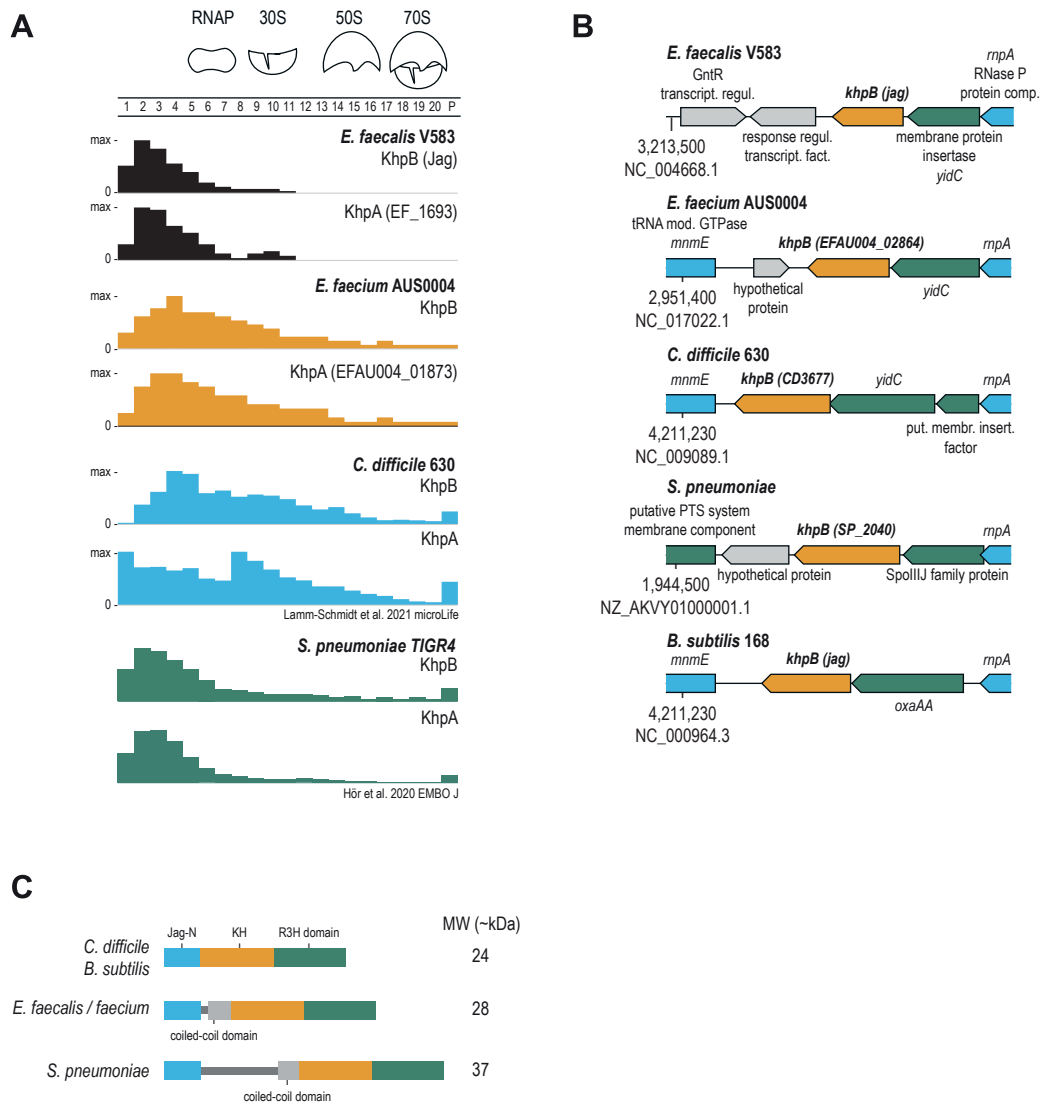 A
RNAP 30S 50S 70S
1 2 3 4 5 6 7 8 9 10 11 12 13 14 15 16 17 18 19 20 P
E. faecalis V583
max -
KhpB (Jag)
0 -
max -
KhpA (EF_1693)
0 -
E. faecium AUS0004
max -
KhpB
0 -
max -
KhpA (EFAU004_01873)
0 -
C. difficile 630
max -
KhpB
0 -
max -
KhpA
0 -
Lamm-Schmidt et al. 2021 microLife
S. pneumoniae TIGR4
max -
KhpB
0 -
KhpA
max -
0 -
Hör et al. 2020 EMBO J
B
E. faecalis V583
GntR
transcript. regul.
khpB (jag)
rnpA
RNase P
protein comp.
response regul.
transcript. fact.
membrane protein
insertase
yidC
3,213,500
NC_004668.1
E. faecium AUS0004
tRNA mod. GTPase
mnmE khpB (EFAU004_02864) rnpA
hypothetical
protein
yidC
2,951,400
NC_017022.1
C. difficile 630
mnmE khpB (CD3677) yidC rnpA
put. membr. insert.
factor
4,211,230
NC_009089.1
S. pneumoniae
putative PTS system
membrane component
khpB (SP_2040) rnpA
hypothetical protein SpoIIIJ family protein
1,944,500
NZ_AKVY01000001.1
B. subtilis 168
mnmE khpB (jag) rnpA
oxaAA
4,211,230
NC_000964.3
C
MW (~kDa)
Jag-N KH R3H domain
C. difficile
B. subtilis
24
E. faecalis / faecium 28
coiled-coil domain
S. pneumoniae 37
coiled-coil domain